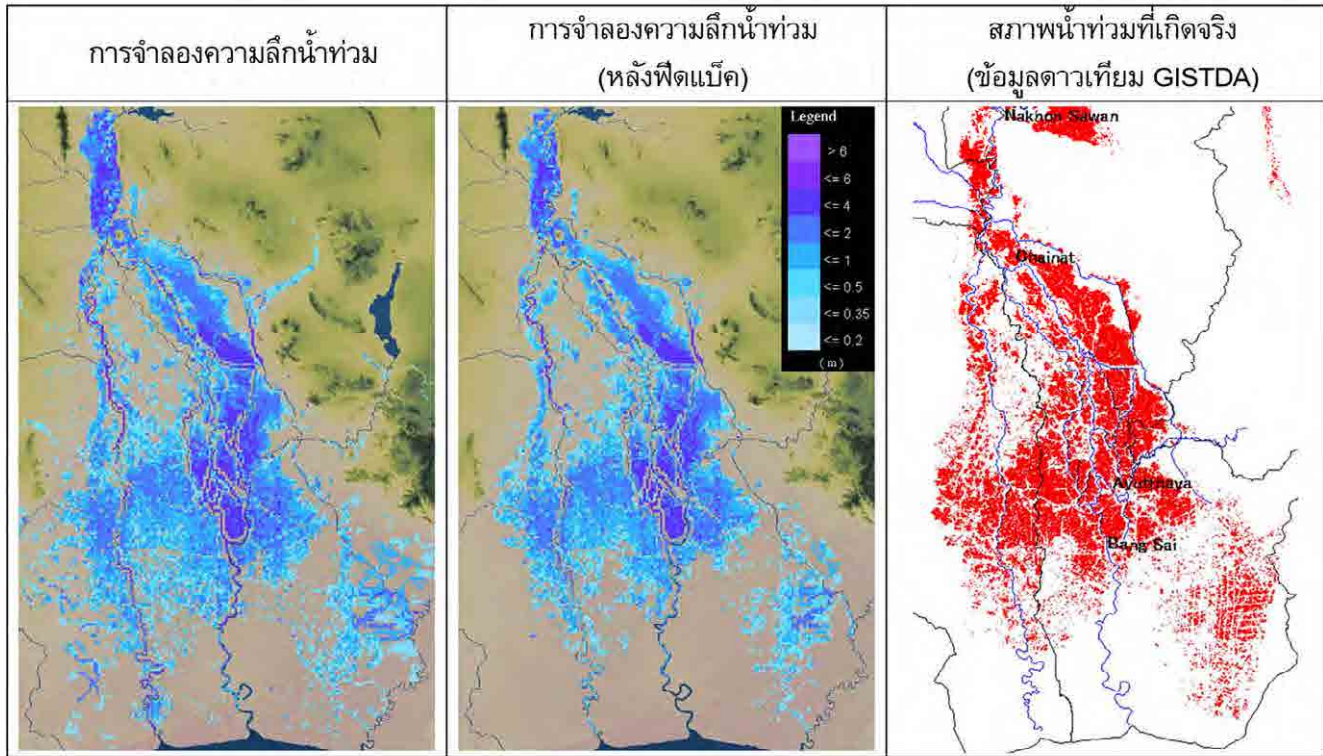 การจำลองความลึกน้ำท่วม
การจำลองความลึกน้ำท่วม
(หลังฟีดแบ็ค)
สภาพน้ำท่วมที่เกิดจริง
(ข้อมูลดาวเทียม GISTDA)
Legend
> 6
<= 6
<= 4
<= 2
<= 1
<= 0.5
<= 0.35
<= 0.2
(m)
Nakhon Sawan
Chainat
Ayutthaya
Bang Sai